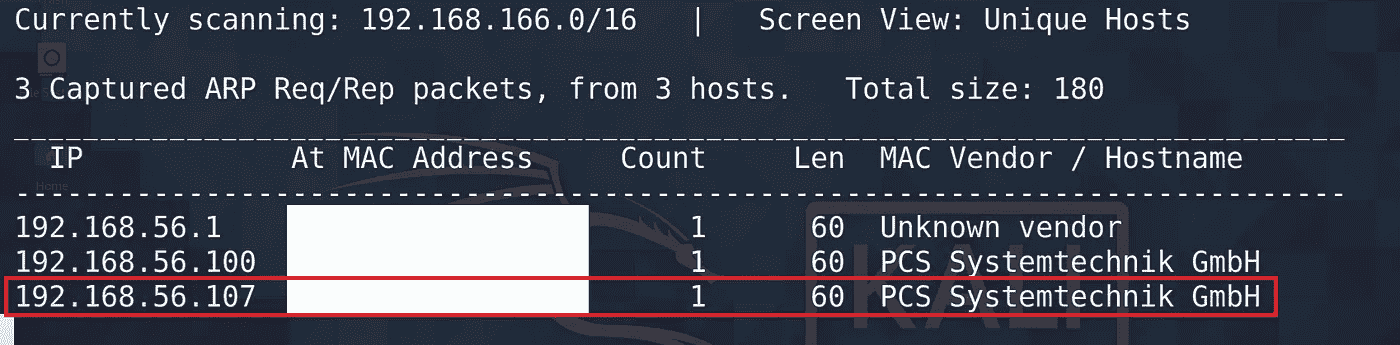 Currently scanning: 192.168.166.0/16   |   Screen View: Unique Hosts
3 Captured ARP Req/Rep packets, from 3 hosts.   Total size: 180
_____________________________________________________________________________
IP            At MAC Address     Count     Len  MAC Vendor / Hostname
-----------------------------------------------------------------------------
192.168.56.1                           1      60  Unknown vendor
192.168.56.100                         1      60  PCS Systemtechnik GmbH
192.168.56.107                         1      60  PCS Systemtechnik GmbH
Home
KALI